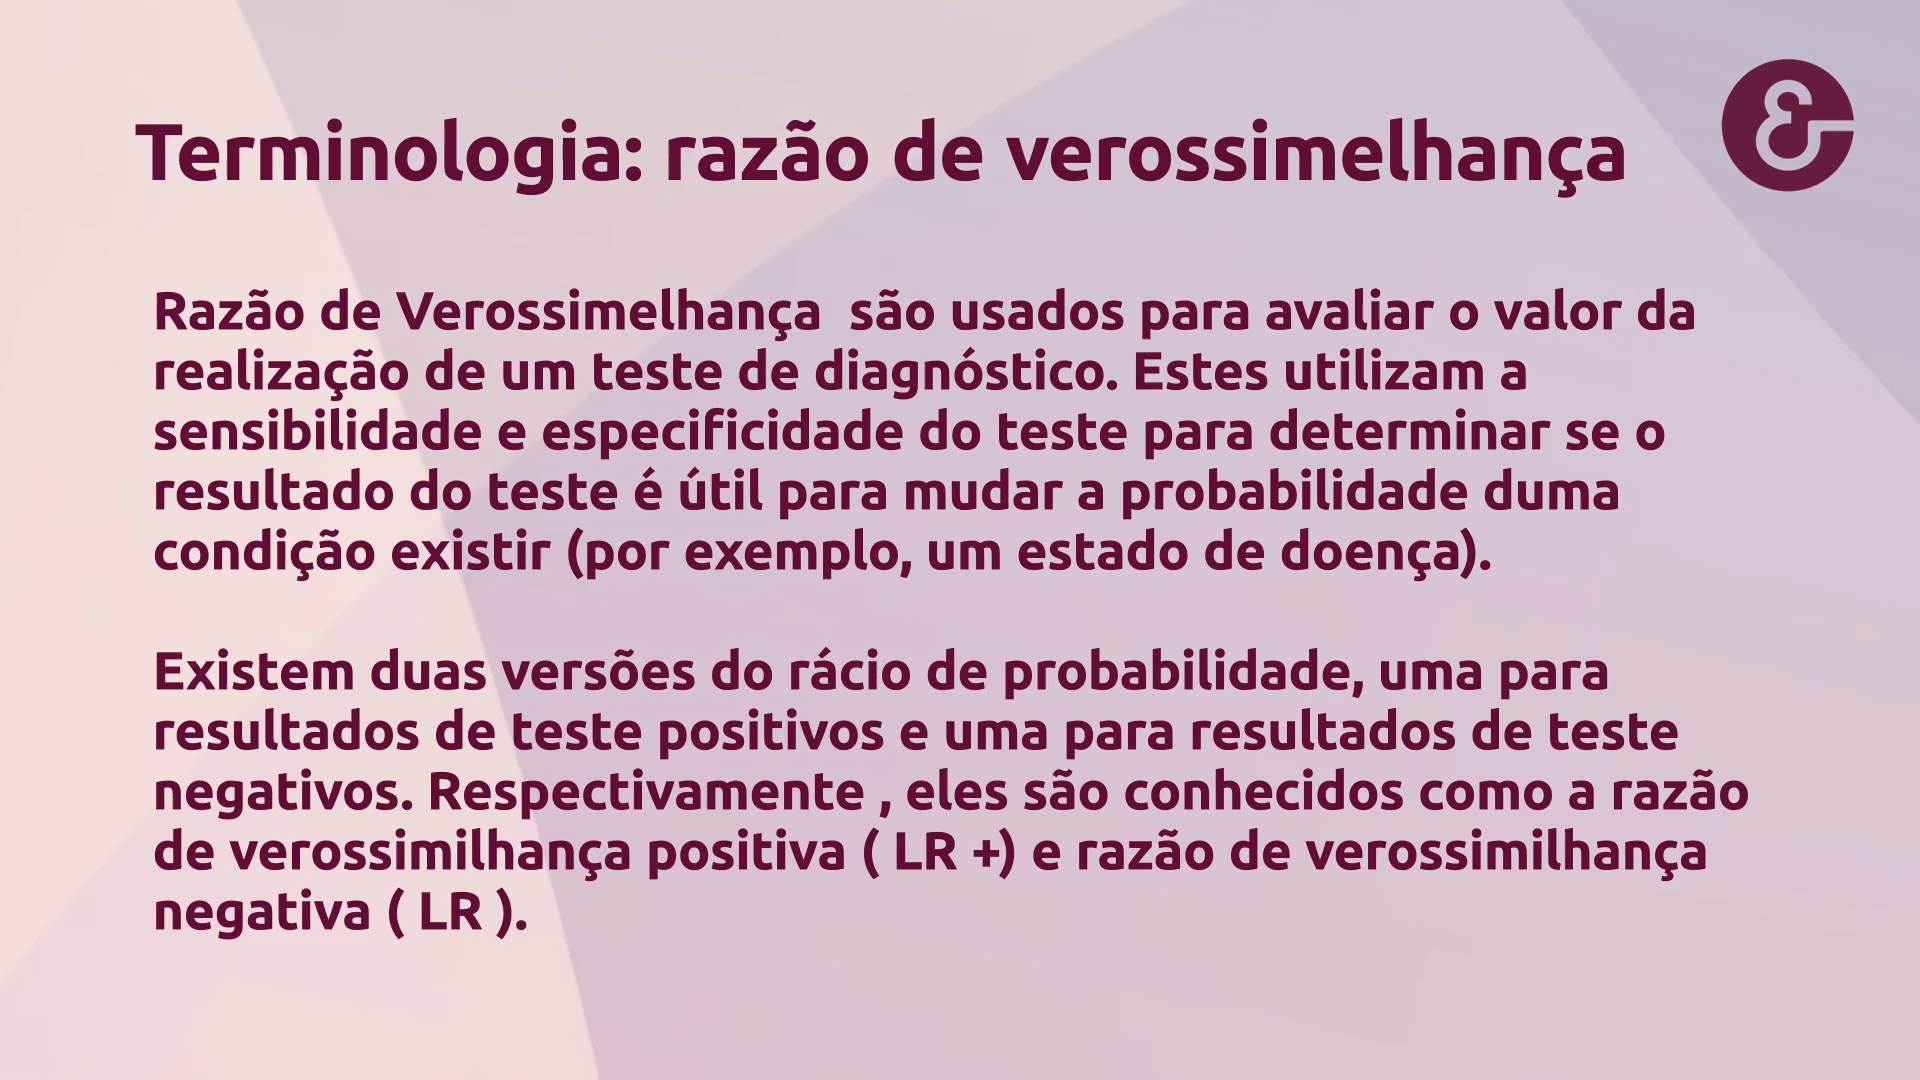 Terminologia: razão de verossimelhança
&
Razão de Verossimelhança  são usados para avaliar o valor da
realização de um teste de diagnóstico. Estes utilizam a
sensibilidade e especificidade do teste para determinar se o
resultado do teste é útil para mudar a probabilidade duma
condição existir (por exemplo, um estado de doença).
Existem duas versões do rácio de probabilidade, uma para
resultados de teste positivos e uma para resultados de teste
negativos. Respectivamente , eles são conhecidos como a razão
de verossimilhança positiva ( LR +) e razão de verossimilhança
negativa ( LR ).